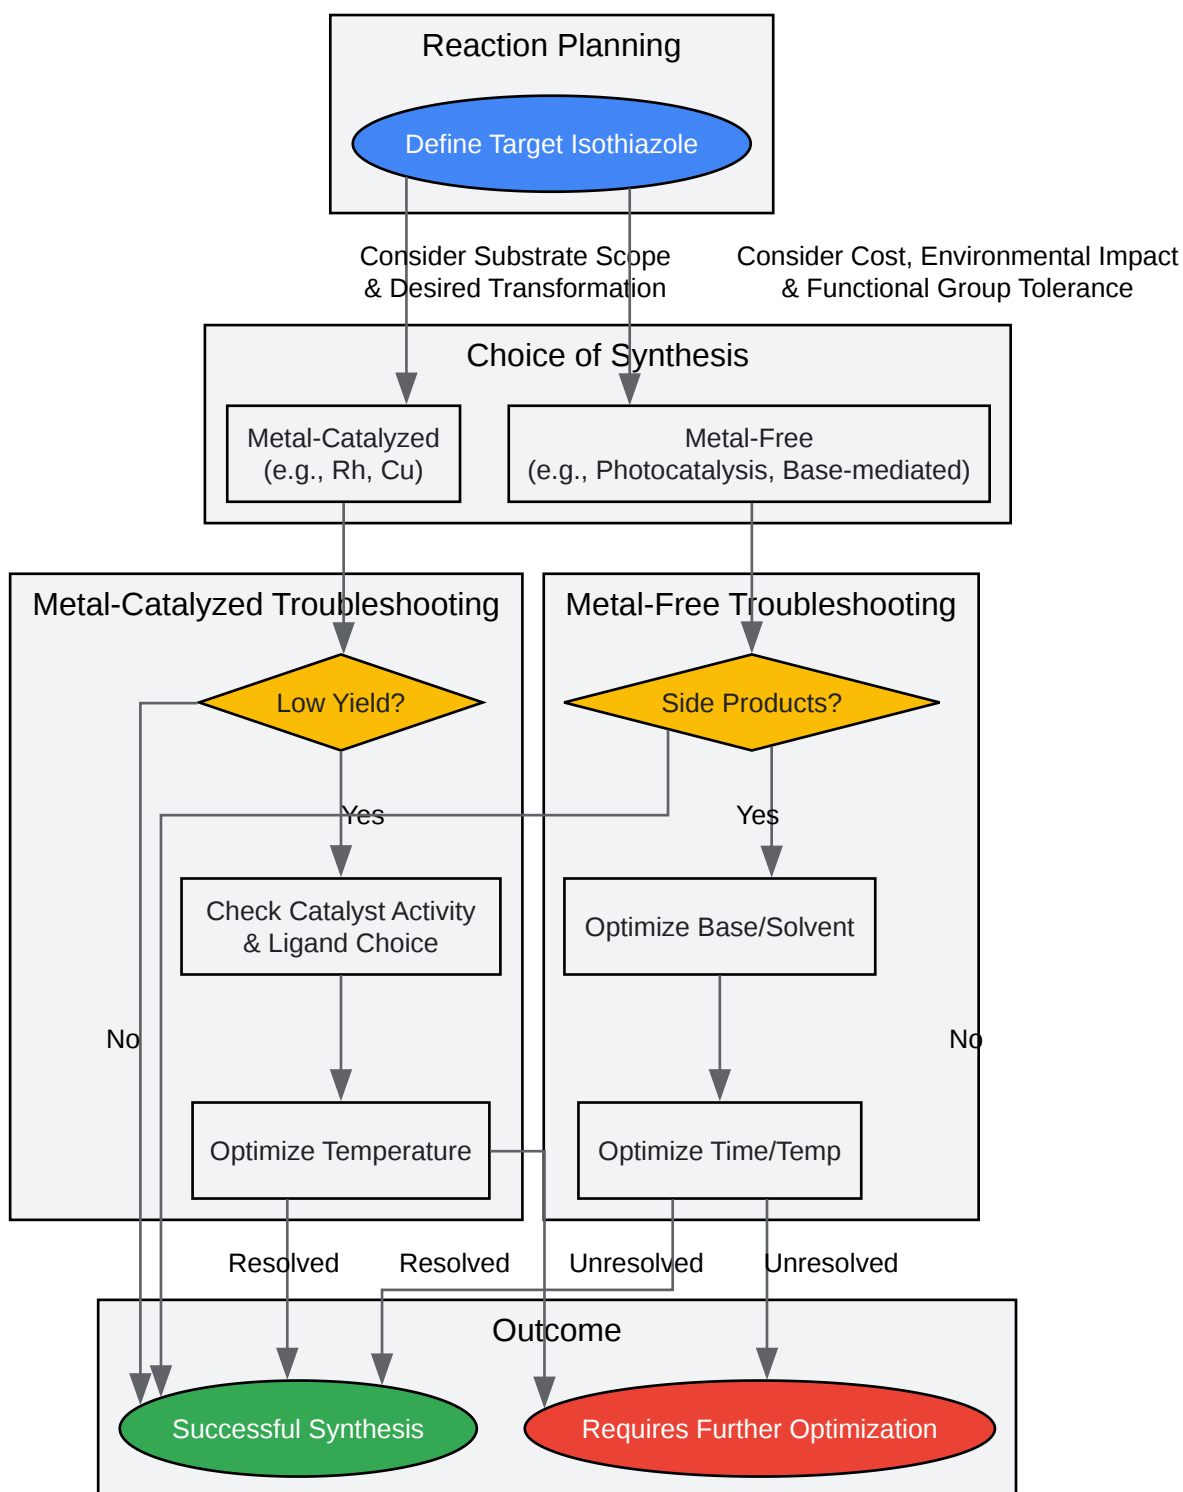 Reaction Planning
Define Target Isothiazole
Consider Substrate Scope
& Desired Transformation
Consider Cost, Environmental Impact
& Functional Group Tolerance
Choice of Synthesis
Metal-Catalyzed
(e.g., Rh, Cu)
Metal-Free
(e.g., Photocatalysis, Base-mediated)
Metal-Catalyzed Troubleshooting
Metal-Free Troubleshooting
Low Yield?
Side Products?
Yes
Yes
Check Catalyst Activity
& Ligand Choice
Optimize Base/Solvent
No
No
Optimize Temperature
Optimize Time/Temp
Resolved
Resolved
Unresolved
Unresolved
Outcome
Successful Synthesis
Requires Further Optimization